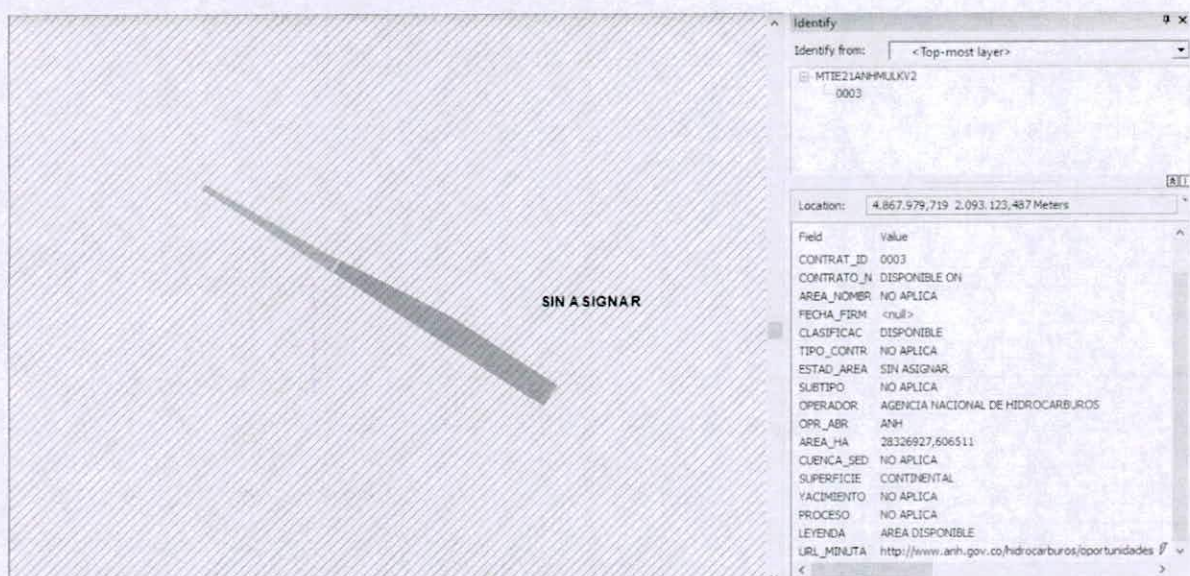 SIN ASIGNAR
Identify
Identify from: <Top-most layer>
MTIE21ANHMULKV2
0003
Location: 4.867.979,719 2.093.123,487 Meters
Field Value
CONTRAT_ID 0003
CONTRATO_N DISPONIBLE ON
AREA_NOMBR NO APLICA
FECHA_FIRM <null>
CLASIFICAC DISPONIBLE
TIPO_CONTR NO APLICA
ESTAD_AREA SIN ASIGNAR
SUBTIPO NO APLICA
OPERADOR AGENCIA NACIONAL DE HIDROCARBUROS
OPR_ABR ANH
AREA_HA 28326927,606511
CUENCA_SED NO APLICA
SUPERFICIE CONTINENTAL
YACIMIENTO NO APLICA
PROCESO NO APLICA
LEYENDA AREA DISPONIBLE
URL_MINUTA http://www.anh.gov.co/hidrocarburos/oportunidades